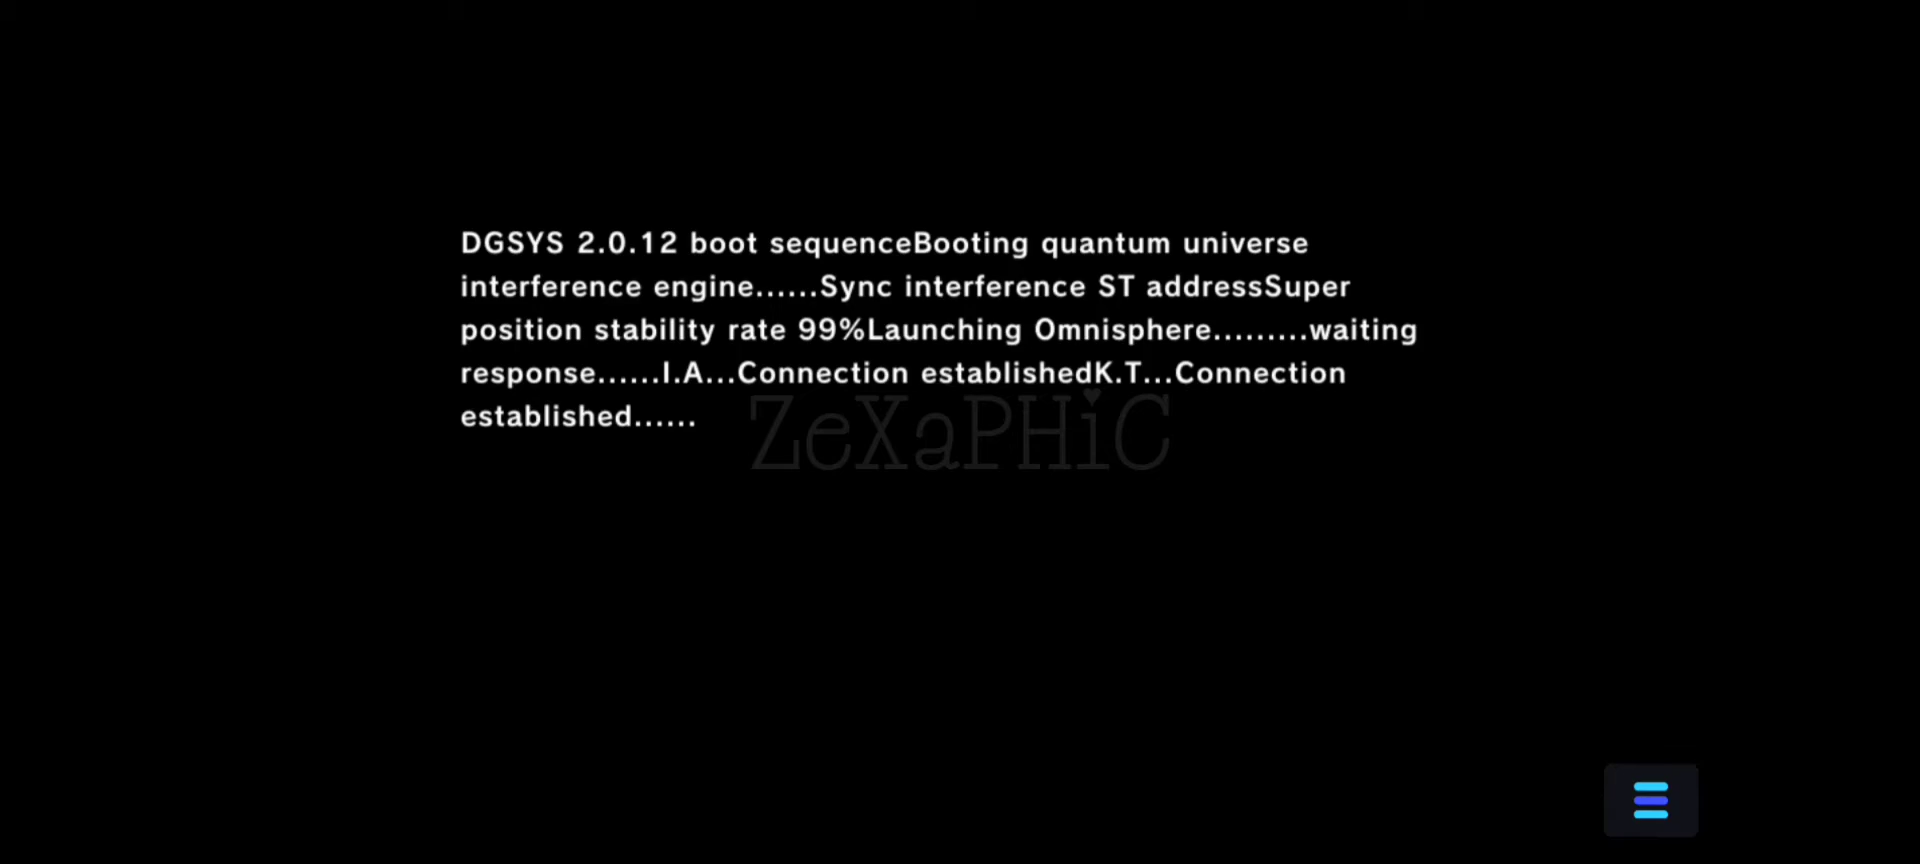 DGSYS 2.0.12 boot sequenceBooting quantum universe
interference engine......Sync interference ST addressSuper
position stability rate 99%Launching Omnisphere.........waiting
response......I.A...Connection establishedK.T...Connection
established......
ZeXaPHiC